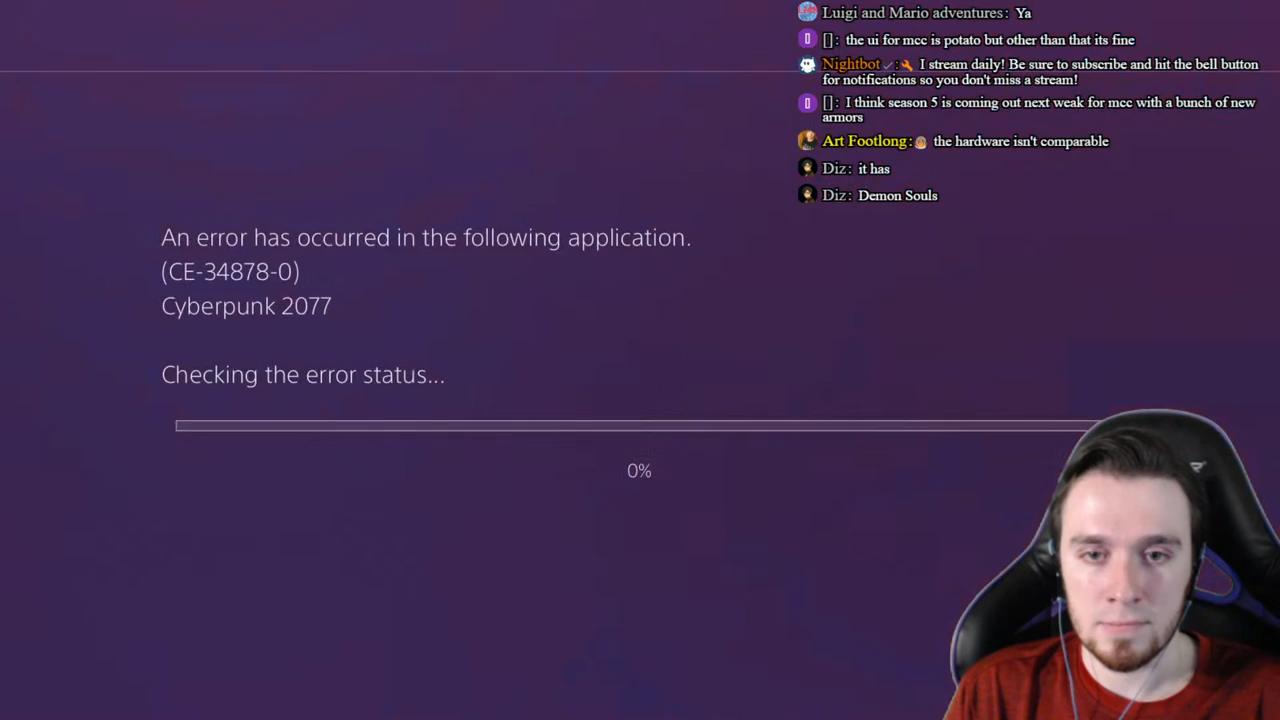 Luigi and Mario adventures: Ya
[]: the ui for mcc is potato but other than that its fine
Nightbot: I stream daily! Be sure to subscribe and hit the bell button
for notifications so you don't miss a stream!
[]: I think season 5 is coming out next weak for mcc with a bunch of new
armors
Art Footlong: the hardware isn't comparable
Diz: it has
Diz: Demon Souls
An error has occurred in the following application.
(CE-34878-0)
Cyberpunk 2077
Checking the error status...
0%